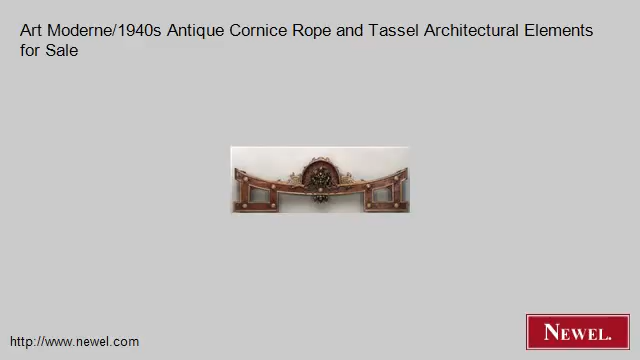 Art Moderne/1940s Antique Cornice Rope and Tassel Architectural Elements
for Sale
http://www.newel.com
NEWEL.